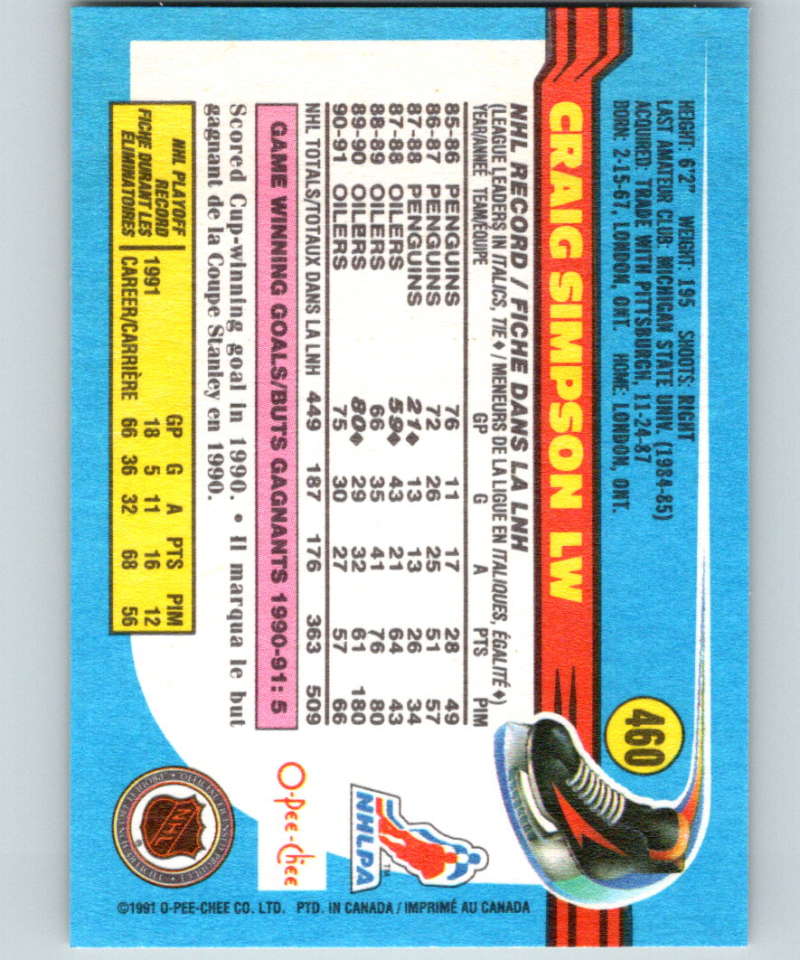 HEIGHT: 6'2" WEIGHT: 195 SHOOTS: RIGHT
LAST AMATEUR CLUB: MICHIGAN STATE UNIV. (1984-85)
ACQUIRED: TRADE WITH PITTSBURGH, 11-24-87
BORN: 2-15-67, LONDON, ONT. HOME: LONDON, ONT.
460
CRAIG SIMPSON LW
NHL RECORD / FICHE DANS LA LNH
(LEAGUE LEADERS IN ITALICS, TIE♦ / MENEURS DE LA LIGUE EN ITALIQUES, ÉGALITÉ♦)
YEAR/ANNÉE TEAM/ÉQUIPE GP G A PTS PIM
85-86 PENGUINS 76 11 17 28 49
86-87 PENGUINS 72 26 25 51 57
87-88 PENGUINS 21♦ 13 13 26 34
87-88 OILERS 59♦ 43 21 64 43
88-89 OILERS 66 35 41 76 80
89-90 OILERS 80♦ 29 32 61 180
90-91 OILERS 75 30 27 57 66
NHL TOTALS/TOTAUX DANS LA LNH 449 187 176 363 509
GAME WINNING GOALS/BUTS GAGNANTS 1990-91: 5
Scored Cup-winning goal in 1990. • Il marqua le but
gagnant de la Coupe Stanley en 1990.
NHL PLAYOFF
RECORD
FICHE DURANT LES
ÉLIMINATOIRES
GP G A PTS PIM
1991 18 5 11 16 12
CAREER/CARRIÈRE 66 36 32 68 56
NHLPA
TM
O-Pee-Chee
NHL
©1991 O-PEE-CHEE CO. LTD. PTD. IN CANADA / IMPRIMÉ AU CANADA